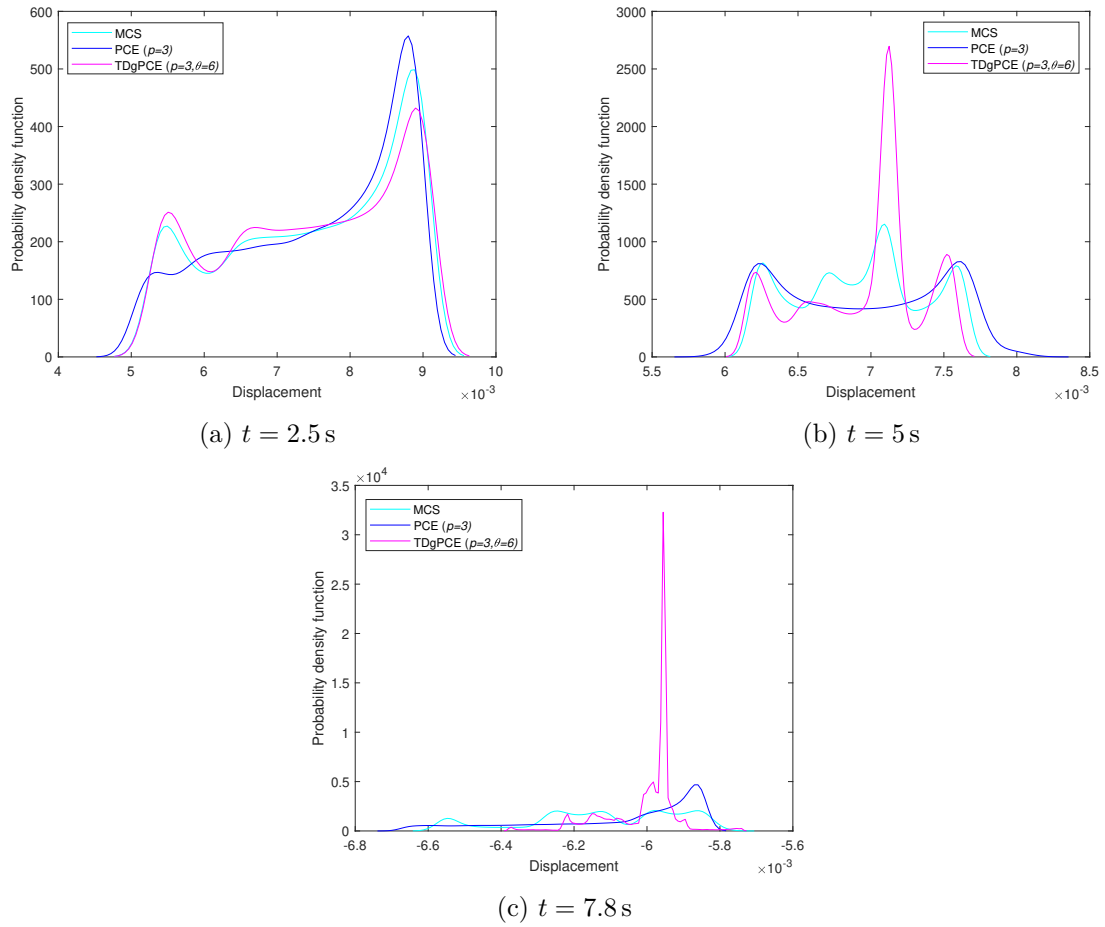 MCS
PCE (p=3)
TDgPCE (p=3,θ=6)
Probability density function
600
500
400
300
200
100
0
4 5 6 7 8 9 10
Displacement
×10⁻³
(a) t = 2.5 s
MCS
PCE (p=3)
TDgPCE (p=3,θ=6)
Probability density function
3000
2500
2000
1500
1000
500
0
5.5 6 6.5 7 7.5 8 8.5
Displacement
×10⁻³
(b) t = 5 s
×10⁴
MCS
PCE (p=3)
TDgPCE (p=3,θ=6)
Probability density function
3.5
3
2.5
2
1.5
1
0.5
0
-6.8 -6.6 -6.4 -6.2 -6 -5.8 -5.6
Displacement
×10⁻³
(c) t = 7.8 s